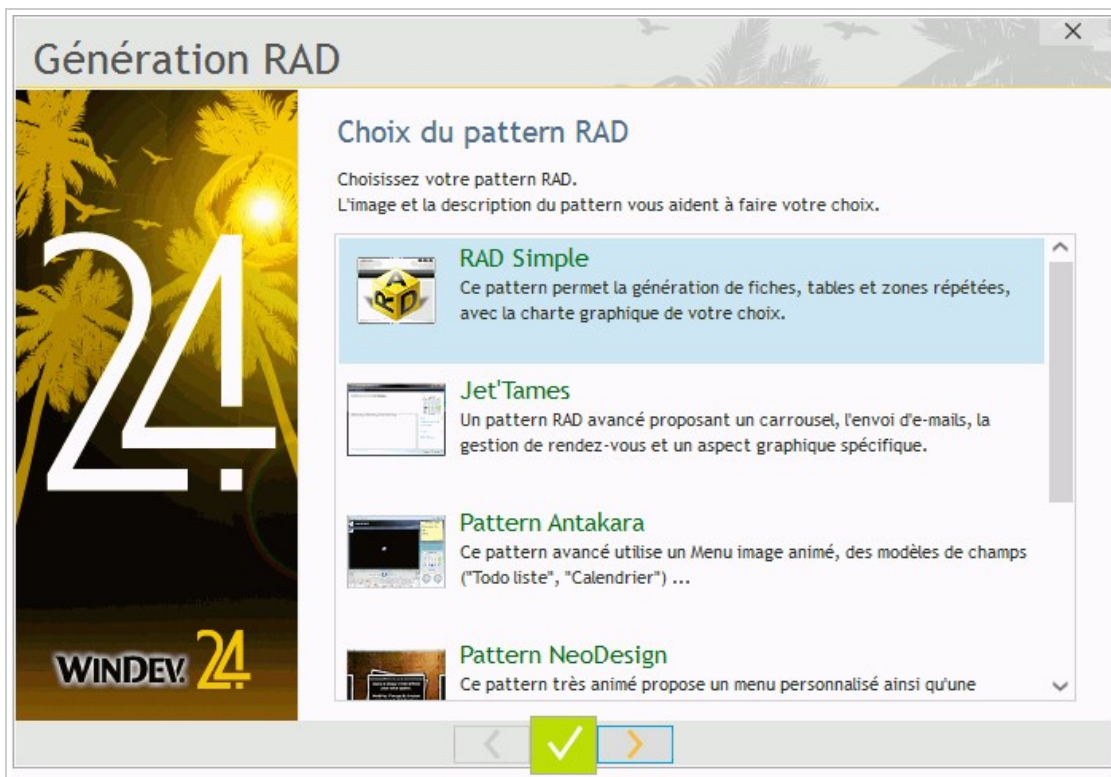 Génération RAD
Choix du pattern RAD
Choisissez votre pattern RAD.
L'image et la description du pattern vous aident à faire votre choix.
RAD Simple
Ce pattern permet la génération de fiches, tables et zones répétées,
avec la charte graphique de votre choix.
Jet'Tames
Un pattern RAD avancé proposant un carrousel, l'envoi d'e-mails, la
gestion de rendez-vous et un aspect graphique spécifique.
Pattern Antakara
Ce pattern avancé utilise un Menu image animé, des modèles de champs
("Todo liste", "Calendrier") ...
Pattern NeoDesign
Ce pattern très animé propose un menu personnalisé ainsi qu'une
24
WINDEV. 24